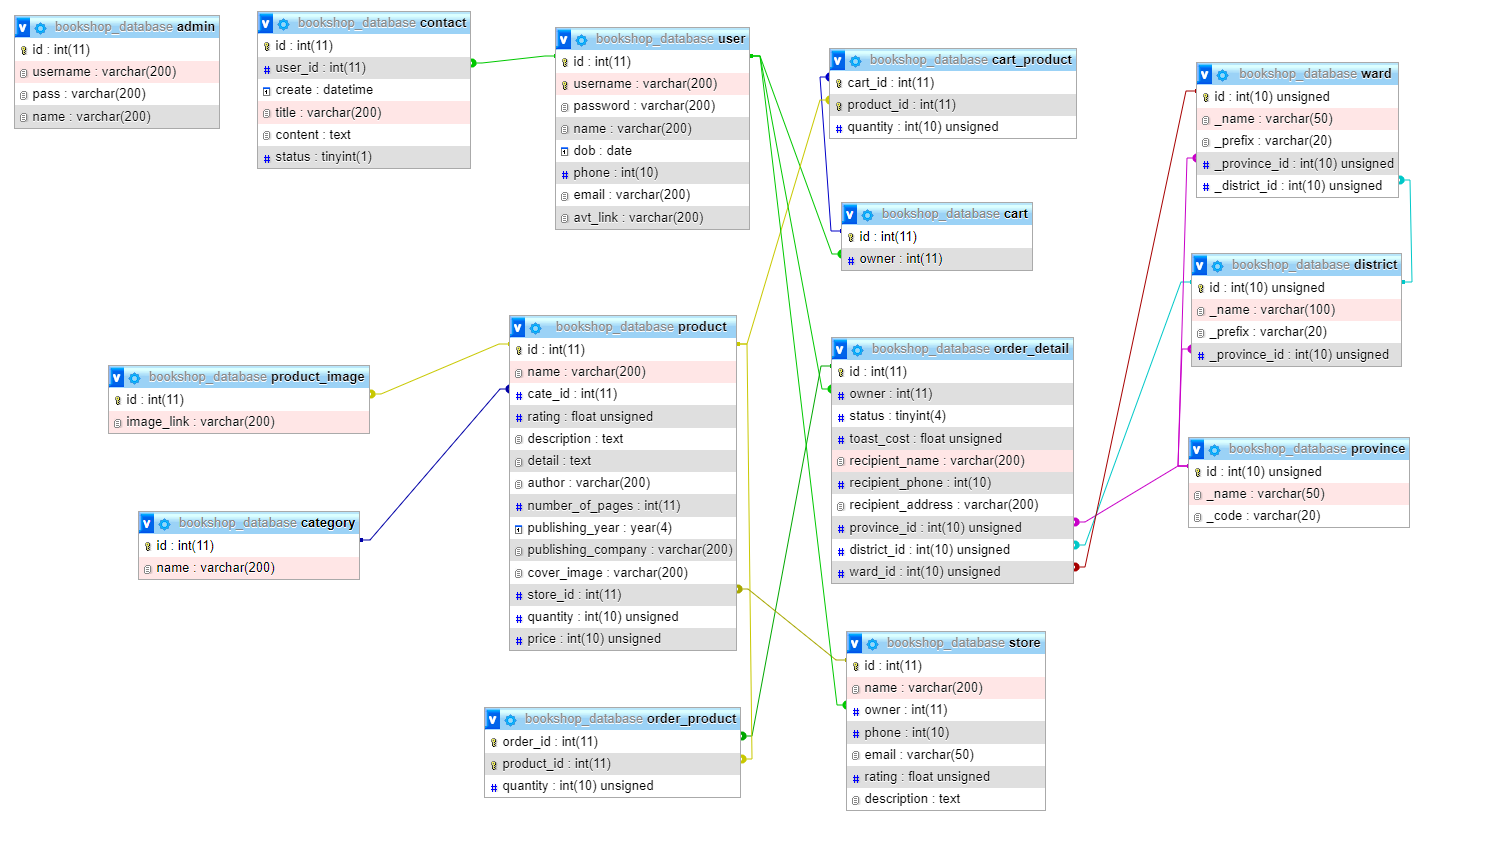 bookshop_database admin
id : int(11)
username : varchar(200)
pass : varchar(200)
name : varchar(200)
bookshop_database contact
id : int(11)
user_id : int(11)
create : datetime
title : varchar(200)
content : text
status : tinyint(1)
bookshop_database user
id : int(11)
username : varchar(200)
password : varchar(200)
name : varchar(200)
dob : date
phone : int(10)
email : varchar(200)
avt_link : varchar(200)
bookshop_database cart_product
cart_id : int(11)
product_id : int(11)
quantity : int(10) unsigned
bookshop_database ward
id : int(10) unsigned
_name : varchar(50)
_prefix : varchar(20)
_province_id : int(10) unsigned
_district_id : int(10) unsigned
bookshop_database cart
id : int(11)
owner : int(11)
bookshop_database district
id : int(10) unsigned
_name : varchar(100)
_prefix : varchar(20)
_province_id : int(10) unsigned
bookshop_database product
id : int(11)
name : varchar(200)
cate_id : int(11)
rating : float unsigned
description : text
detail : text
author : varchar(200)
number_of_pages : int(11)
publishing_year : year(4)
publishing_company : varchar(200)
cover_image : varchar(200)
store_id : int(11)
quantity : int(10) unsigned
price : int(10) unsigned
bookshop_database order_detail
id : int(11)
owner : int(11)
status : tinyint(4)
toast_cost : float unsigned
recipient_name : varchar(200)
recipient_phone : int(10)
recipient_address : varchar(200)
province_id : int(10) unsigned
district_id : int(10) unsigned
ward_id : int(10) unsigned
bookshop_database product_image
id : int(11)
image_link : varchar(200)
bookshop_database province
id : int(10) unsigned
_name : varchar(50)
_code : varchar(20)
bookshop_database category
id : int(11)
name : varchar(200)
bookshop_database store
id : int(11)
name : varchar(200)
owner : int(11)
phone : int(10)
email : varchar(50)
rating : float unsigned
description : text
bookshop_database order_product
order_id : int(11)
product_id : int(11)
quantity : int(10) unsigned